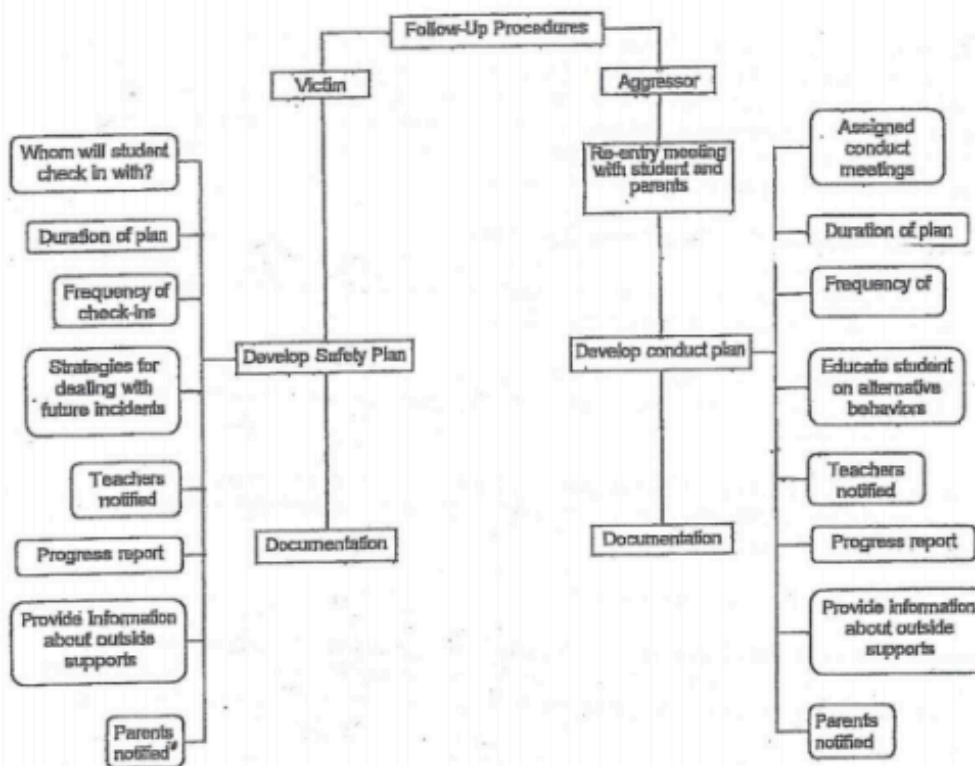 Follow-Up Procedures
Victim
Aggressor
Whom will student
check in with?
Duration of plan
Frequency of
check-ins
Strategies for
dealing with
future incidents
Teachers
notified
Progress report
Provide Information
about outside
supports
Parents
notified*
Develop Safety Plan
Documentation
Re-entry meeting
with student and
parents
Develop conduct plan
Documentation
Assigned
conduct
meetings
Duration of plan
Frequency of
Educate student
on alternative
behaviors
Teachers
notified
Progress report
Provide information
about outside
supports
Parents
notified